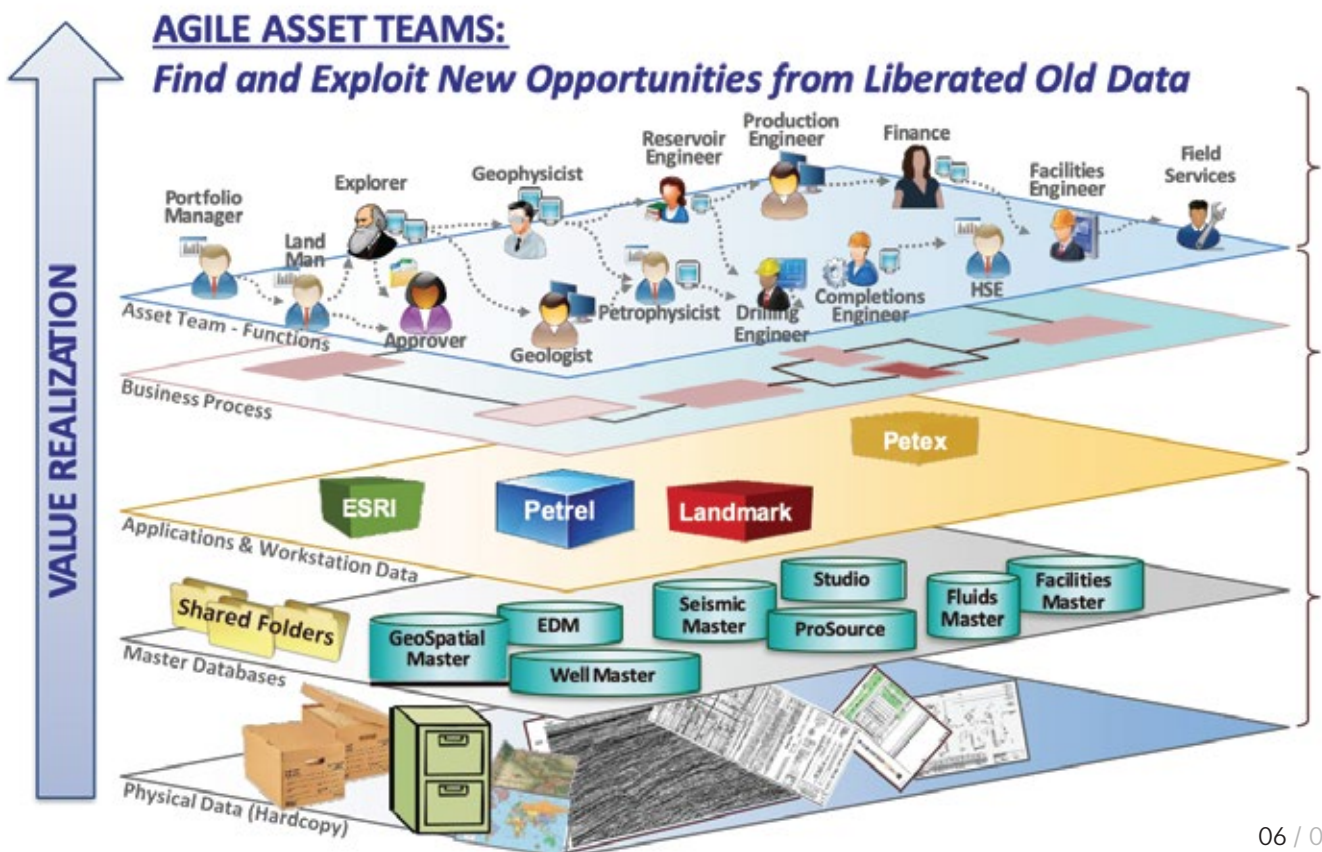 AGILE ASSET TEAMS:
Find and Exploit New Opportunities from Liberated Old Data
VALUE REALIZATION
Portfolio
Manager
Land
Man
Explorer
Approver
Geophysicist
Geologist
Reservoir
Engineer
Petrophysicist
Production
Engineer
Drilling
Engineer
Completions
Engineer
Finance
HSE
Facilities
Engineer
Field
Services
Asset Team - Functions
Business Process
ESRI
Petrel
Landmark
Petex
Applications & Workstation Data
Shared Folders
GeoSpatial
Master
EDM
Well Master
Seismic
Master
Studio
ProSource
Fluids
Master
Facilities
Master
Master Databases
Physical Data (Hardcopy)
06 / 0